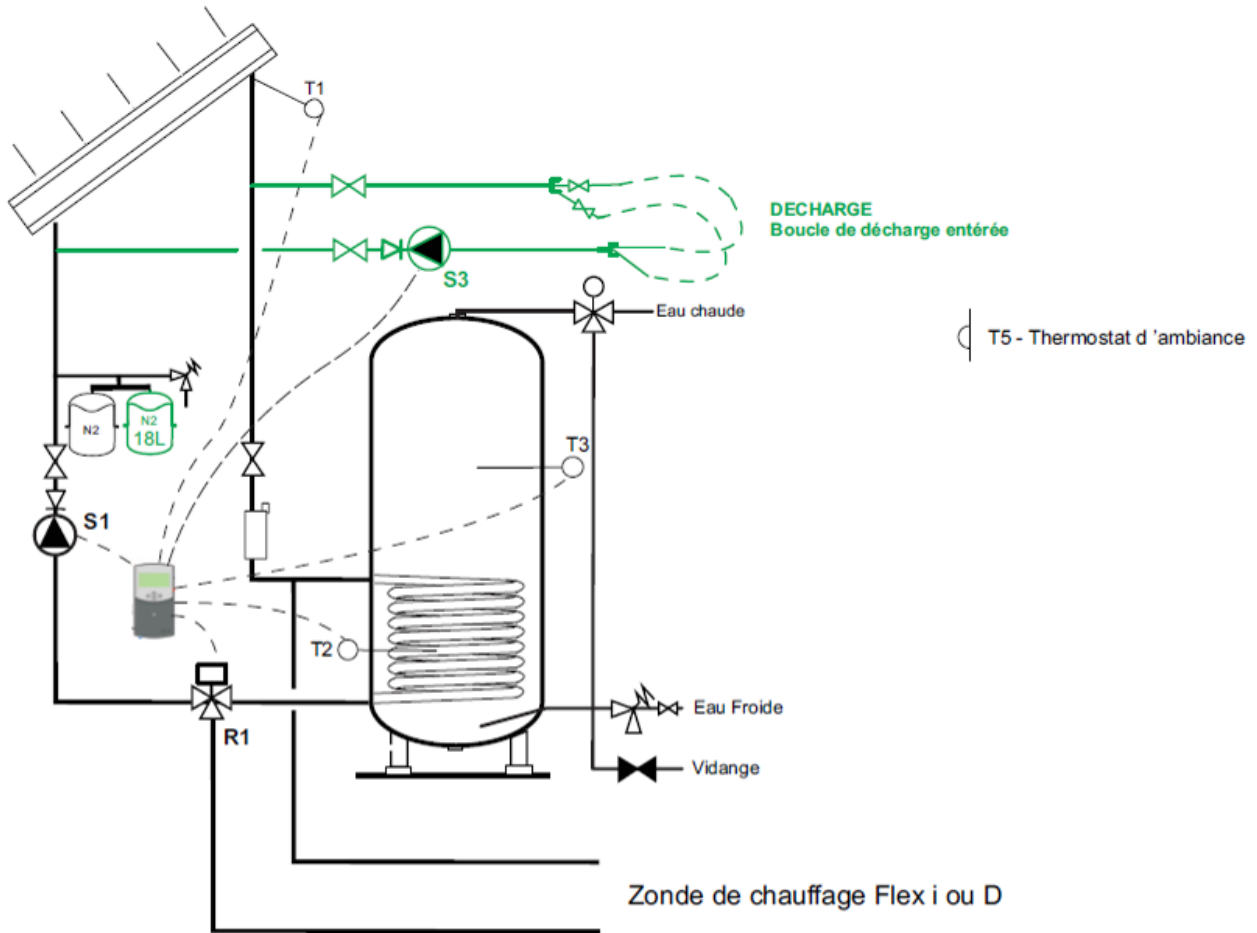 T1
DECHARGE
Boucle de décharge entérée
S3
Eau chaude
T5 - Thermostat d 'ambiance
N2
N2
18L
T3
S1
T2
R1
Eau Froide
Vidange
Zonde de chauffage Flex i ou D